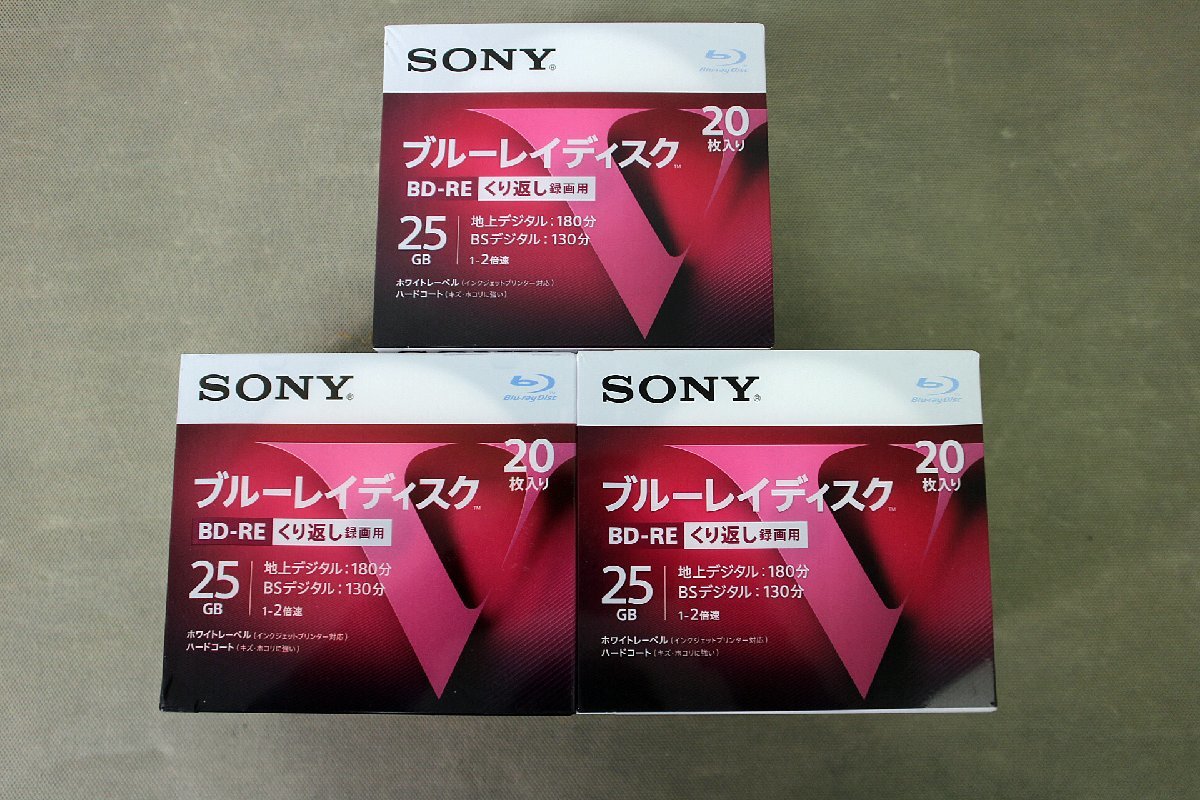 SONY®
Blu-ray Disc
20
枚入り
ブルーレイディスク™
BD-RE くり返し録画用
25
GB
地上デジタル:180分
BSデジタル:130分
1-2倍速
ホワイトレーベル(インクジェットプリンター対応)
ハードコート(キズ・ホコリに強い)
SONY®
Blu-ray Disc
20
枚入り
ブルーレイディスク™
BD-RE くり返し録画用
25
GB
地上デジタル:180分
BSデジタル:130分
1-2倍速
ホワイトレーベル(インクジェットプリンター対応)
ハードコート(キズ・ホコリに強い)
SONY®
Blu-ray Disc
20
枚入り
ブルーレイディスク™
BD-RE くり返し録画用
25
GB
地上デジタル:180分
BSデジタル:130分
1-2倍速
ホワイトレーベル(インクジェットプリンター対応)
ハードコート(キズ・ホコリに強い)